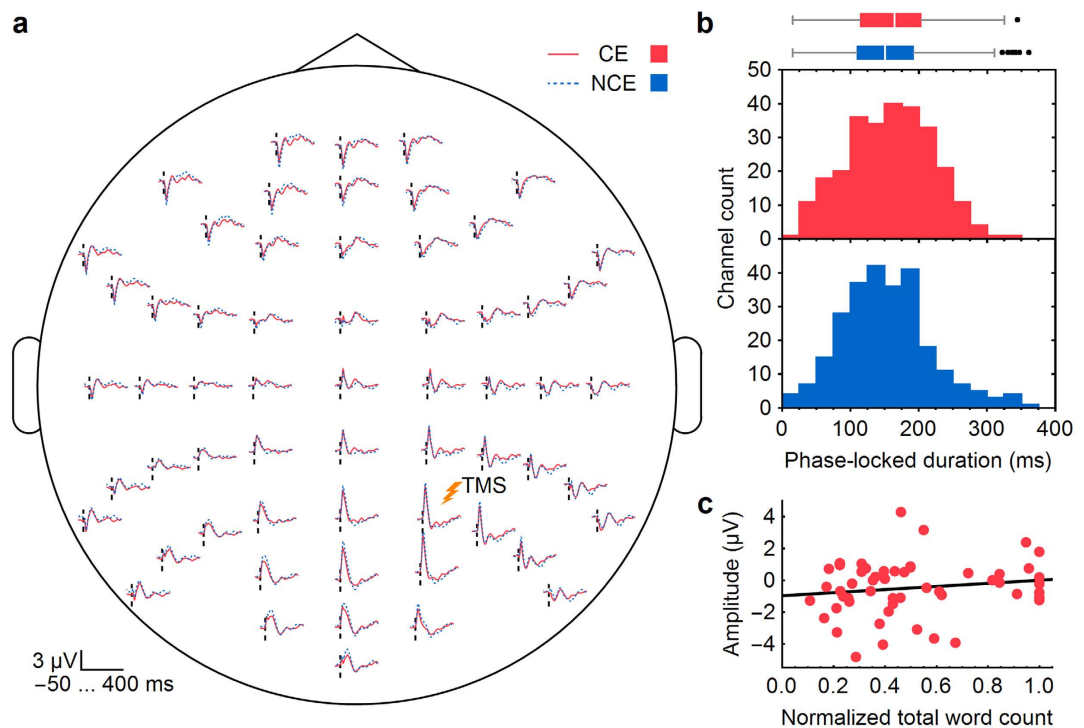 a
CE
NCE
TMS
3 µV
−50 ... 400 ms
b
Channel count
50
40
30
20
10
0
40
30
20
10
0
0 100 200 300 400
Phase-locked duration (ms)
c
Amplitude (µV)
4
2
0
−2
−4
0.0 0.2 0.4 0.6 0.8 1.0
Normalized total word count